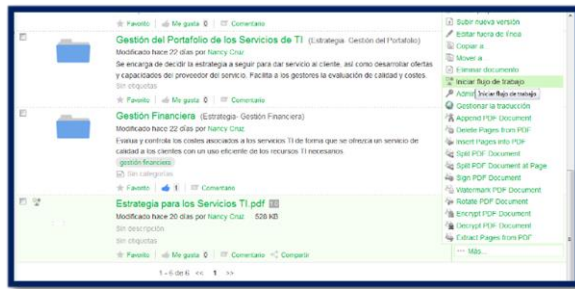 Favorito Me gusta 0 Comentario
Gestión del Portafolio de los Servicios de TI (Estrategia- Gestión del Portafolio)
Modificado hace 22 días por Nancy Cruz
Se encarga de decidir la estrategia a seguir para dar servicio al cliente, así como desarrollar ofertas
y capacidades del proveedor del servicio. Facilita a los gestores la evaluación de calidad y costes.
Sin etiquetas
Favorito Me gusta 0 Comentario
Gestión Financiera (Estrategia- Gestión Financiera)
Modificado hace 22 días por Nancy Cruz
Evalua y controla los costes asociados a los servicios TI de forma que se ofrezca un servicio de
calidad a los clientes con un uso eficiente de los recursos TI necesarios.
gestión financiera
Sin categorías
Favorito 1 Comentario
Estrategia para los Servicios TI.pdf
Modificado hace 20 días por Nancy Cruz 528 KB
Sin descripción
Sin etiquetas
Favorito Me gusta 0 Comentario Compartir
1 - 6 de 6 << 1 >>
Subir nueva versión
Editar fuera de línea
Copiar a
Mover a
Eliminar documento
Iniciar flujo de trabajo
Iniciar flujo de trabajo
Gestionar la traducción
Append PDF Document
Delete Pages from PDF
Insert Pages into PDF
Split PDF Document
Split PDF Document at Page
Sign PDF Document
Watermark PDF Document
Rotate PDF Document
Encrypt PDF Document
Decrypt PDF Document
Extract Pages from PDF
Más...